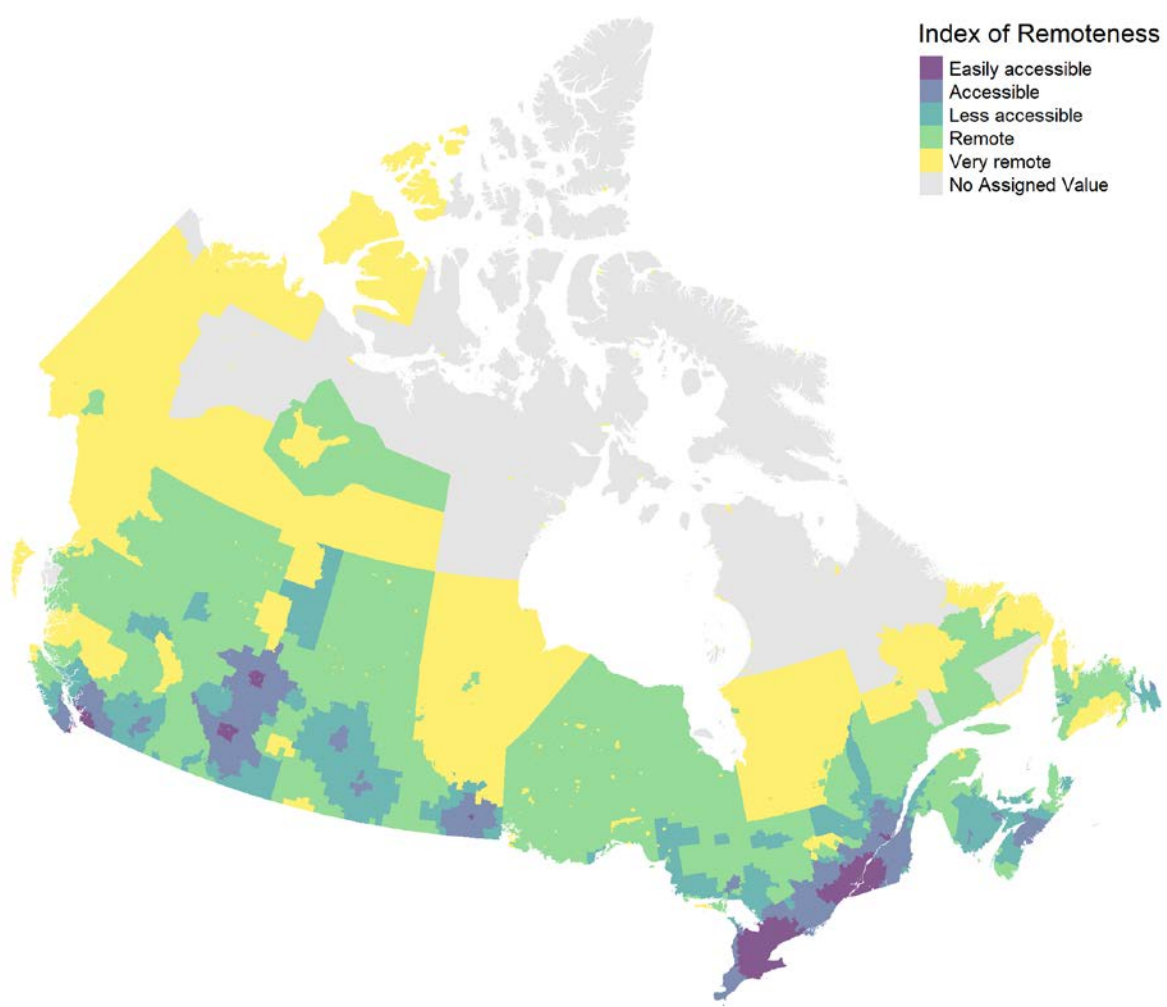 Index of Remoteness
Easily accessible
Accessible
Less accessible
Remote
Very remote
No Assigned Value